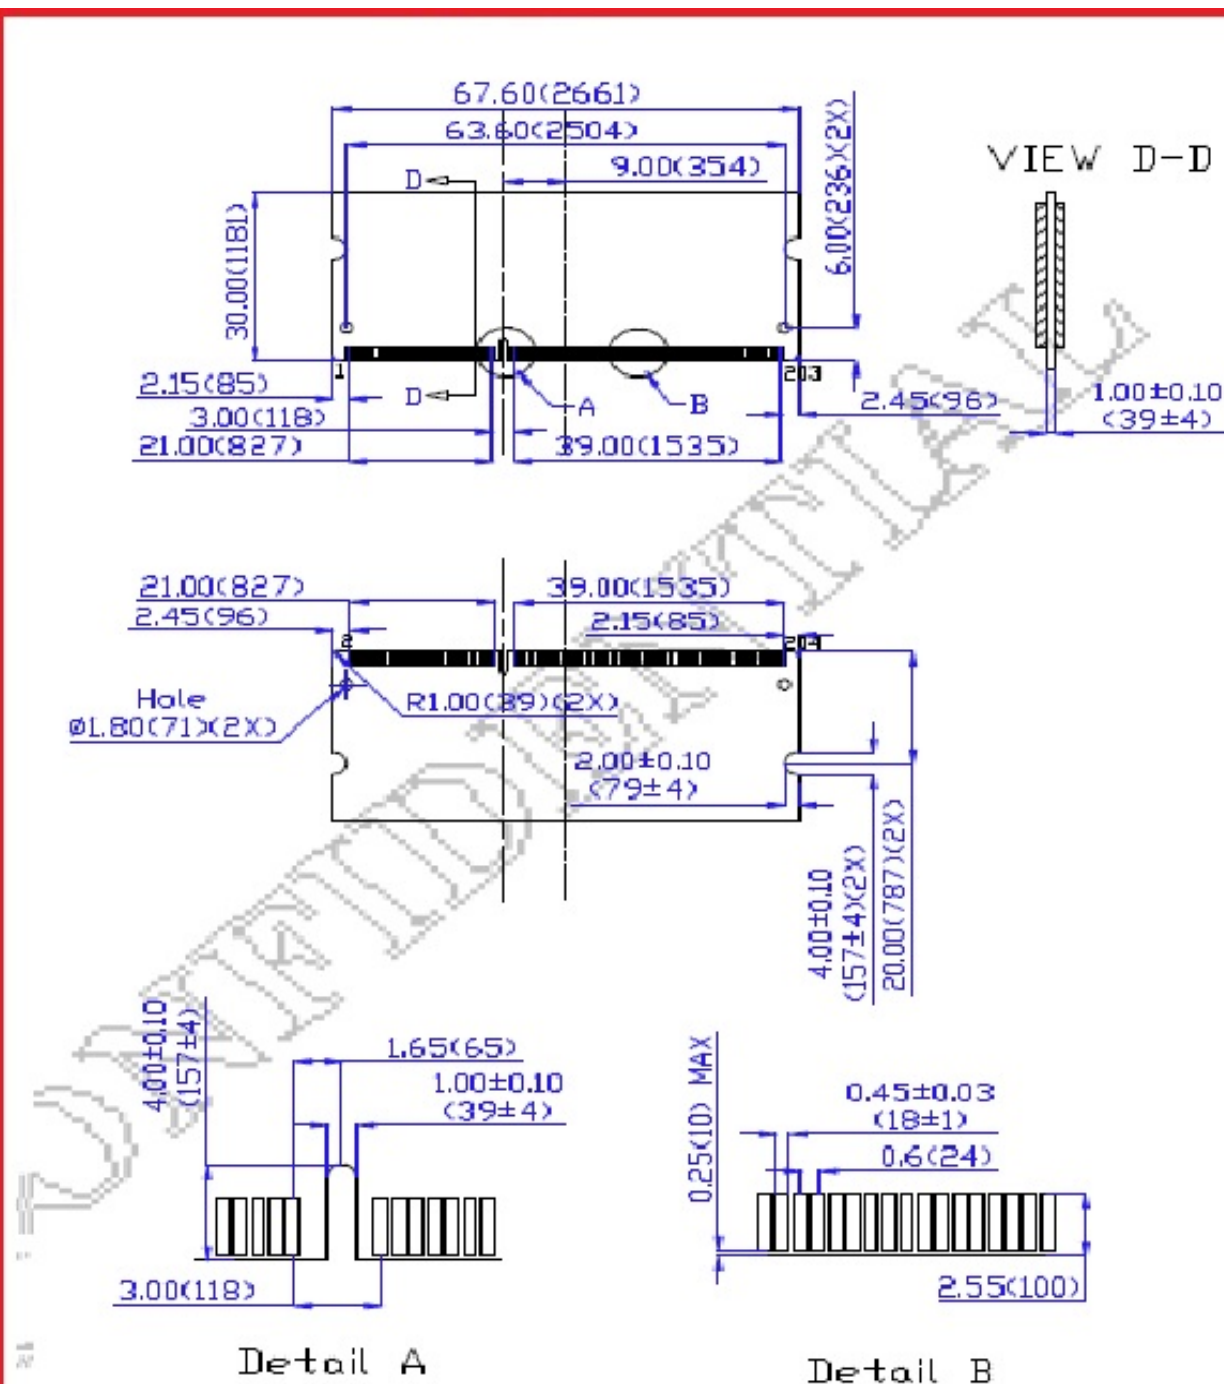 67.60(2661)
63.60(2504)
9.00(354)
D
30.00(1181)
6.00(236)(2X)
VIEW D-D
1
203
2.15(85)
D
A
B
2.45(96)
1.00±0.10
(39±4)
3.00(118)
21.00(827)
39.00(1535)
21.00(827)
39.00(1535)
2.45(96)
2.15(85)
2
204
Hole
Ø1.80(71)(2X)
R1.00(39)(2X)
2.00±0.10
(79±4)
4.00±0.10
(157±4)(2X)
20.00(787)(2X)
4.00±0.10
(157±4)
1.65(65)
1.00±0.10
(39±4)
3.00(118)
Detail A
0.25(10) MAX
0.45±0.03
(18±1)
0.6(24)
2.55(100)
Detail B
CONFIDENTIAL